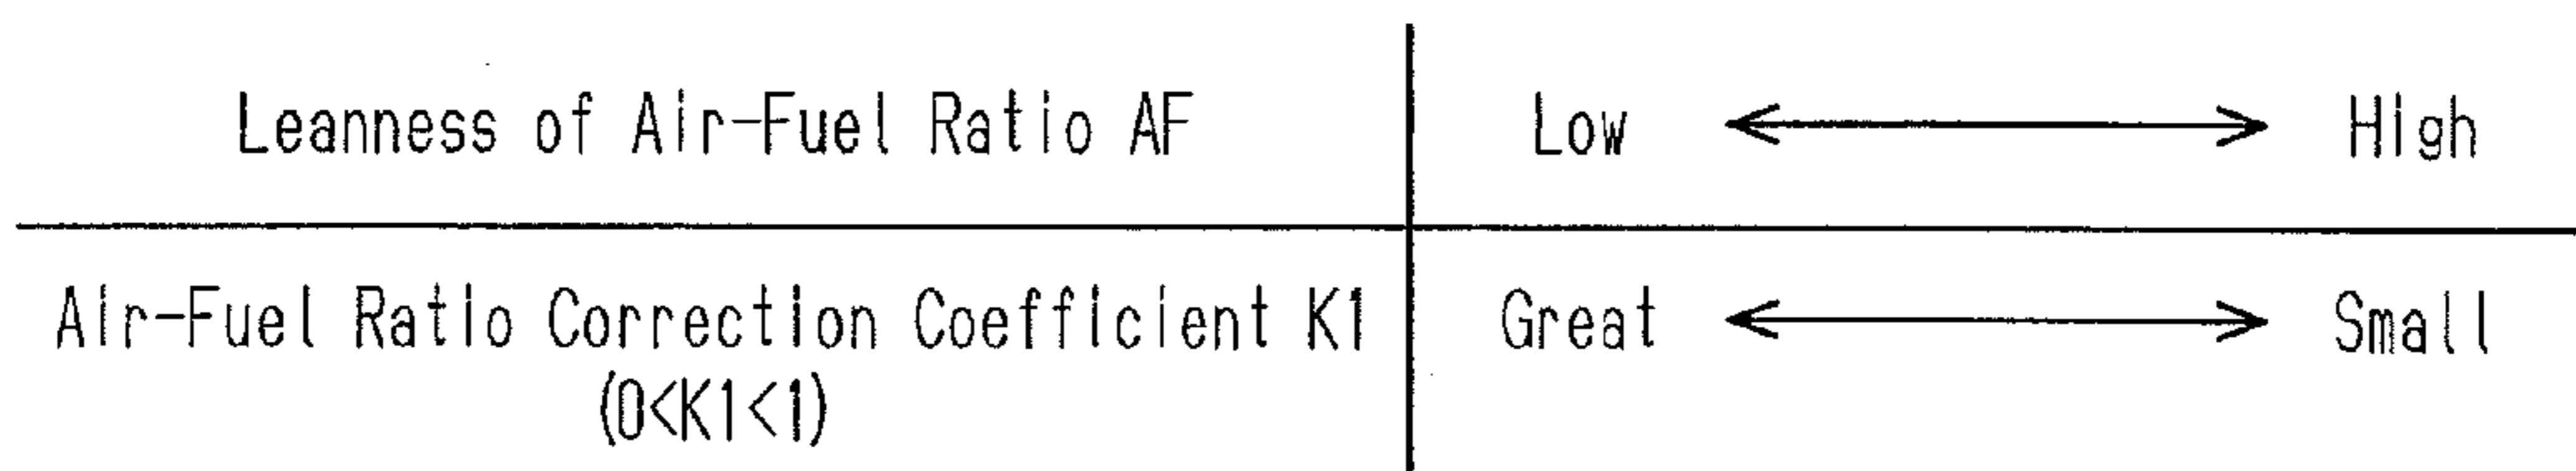 Leanness of Air-Fuel Ratio AF Low High
Air-Fuel Ratio Correction Coefficient K1 Great Small
(0<K1<1)